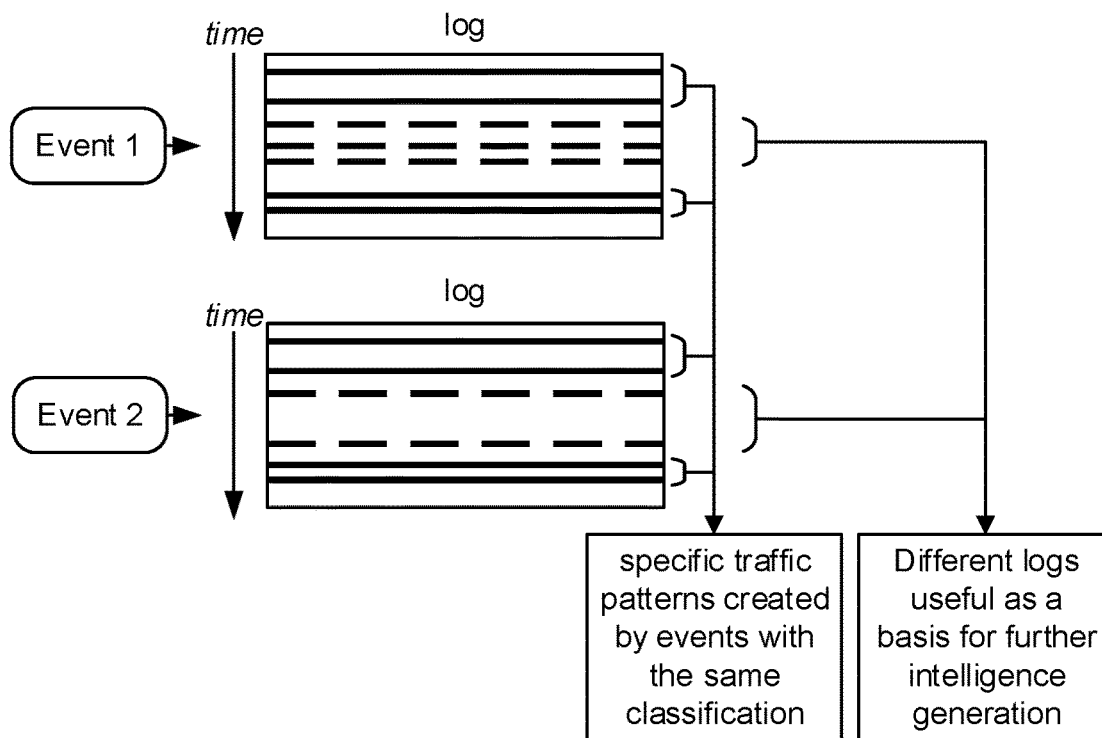 log
time
Event 1
log
time
Event 2
specific traffic
patterns created
by events with
the same
classification
Different logs
useful as a
basis for further
intelligence
generation